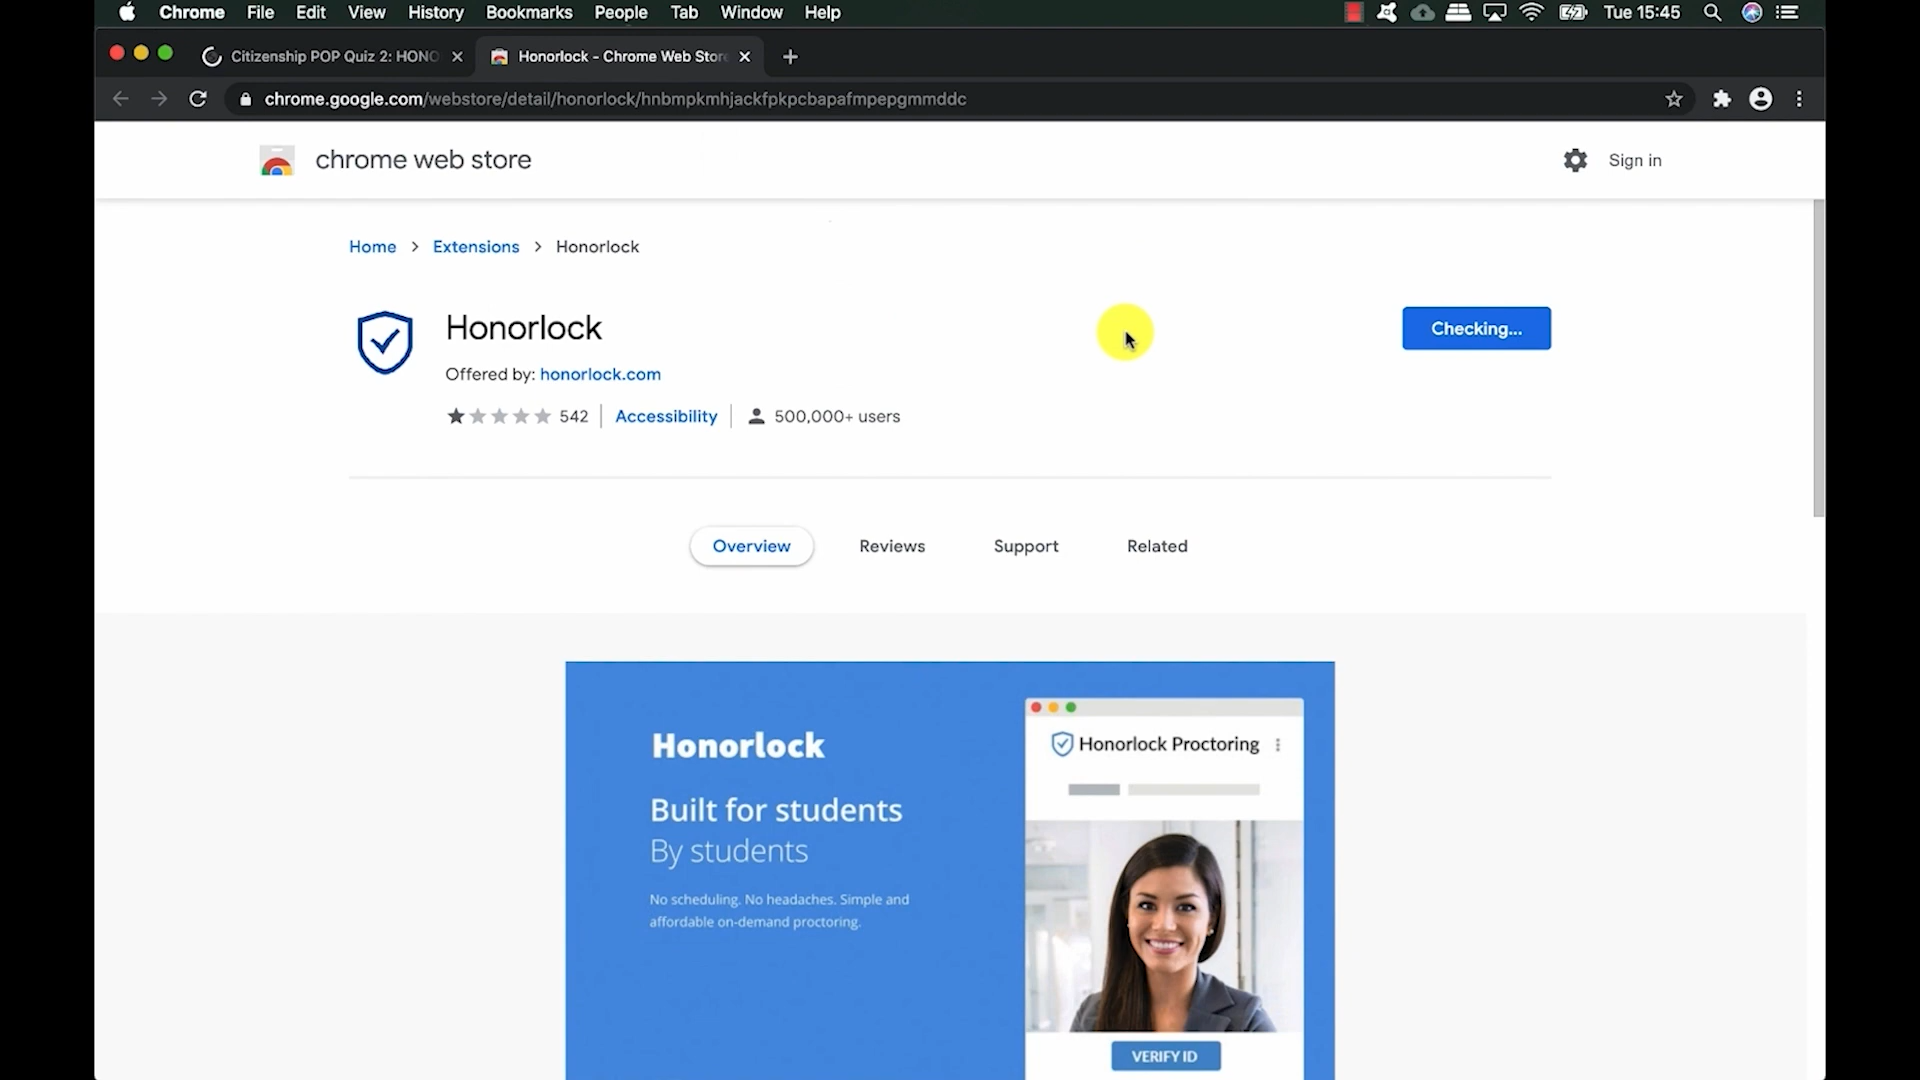 Chrome File Edit View History Bookmarks People Tab Window Help Tue 15:45
Citizenship POP Quiz 2: HONO Honorlock - Chrome Web Store
chrome.google.com/webstore/detail/honorlock/hnbmpkmhjackfpkpcbapafmpepgmmddc
chrome web store Sign in
Home > Extensions > Honorlock
Honorlock Checking...
Offered by: honorlock.com
542 Accessibility 500,000+ users
Overview Reviews Support Related
Honorlock
Honorlock Proctoring
Built for students
By students
No scheduling. No headaches. Simple and
affordable on-demand proctoring.
VERIFY ID